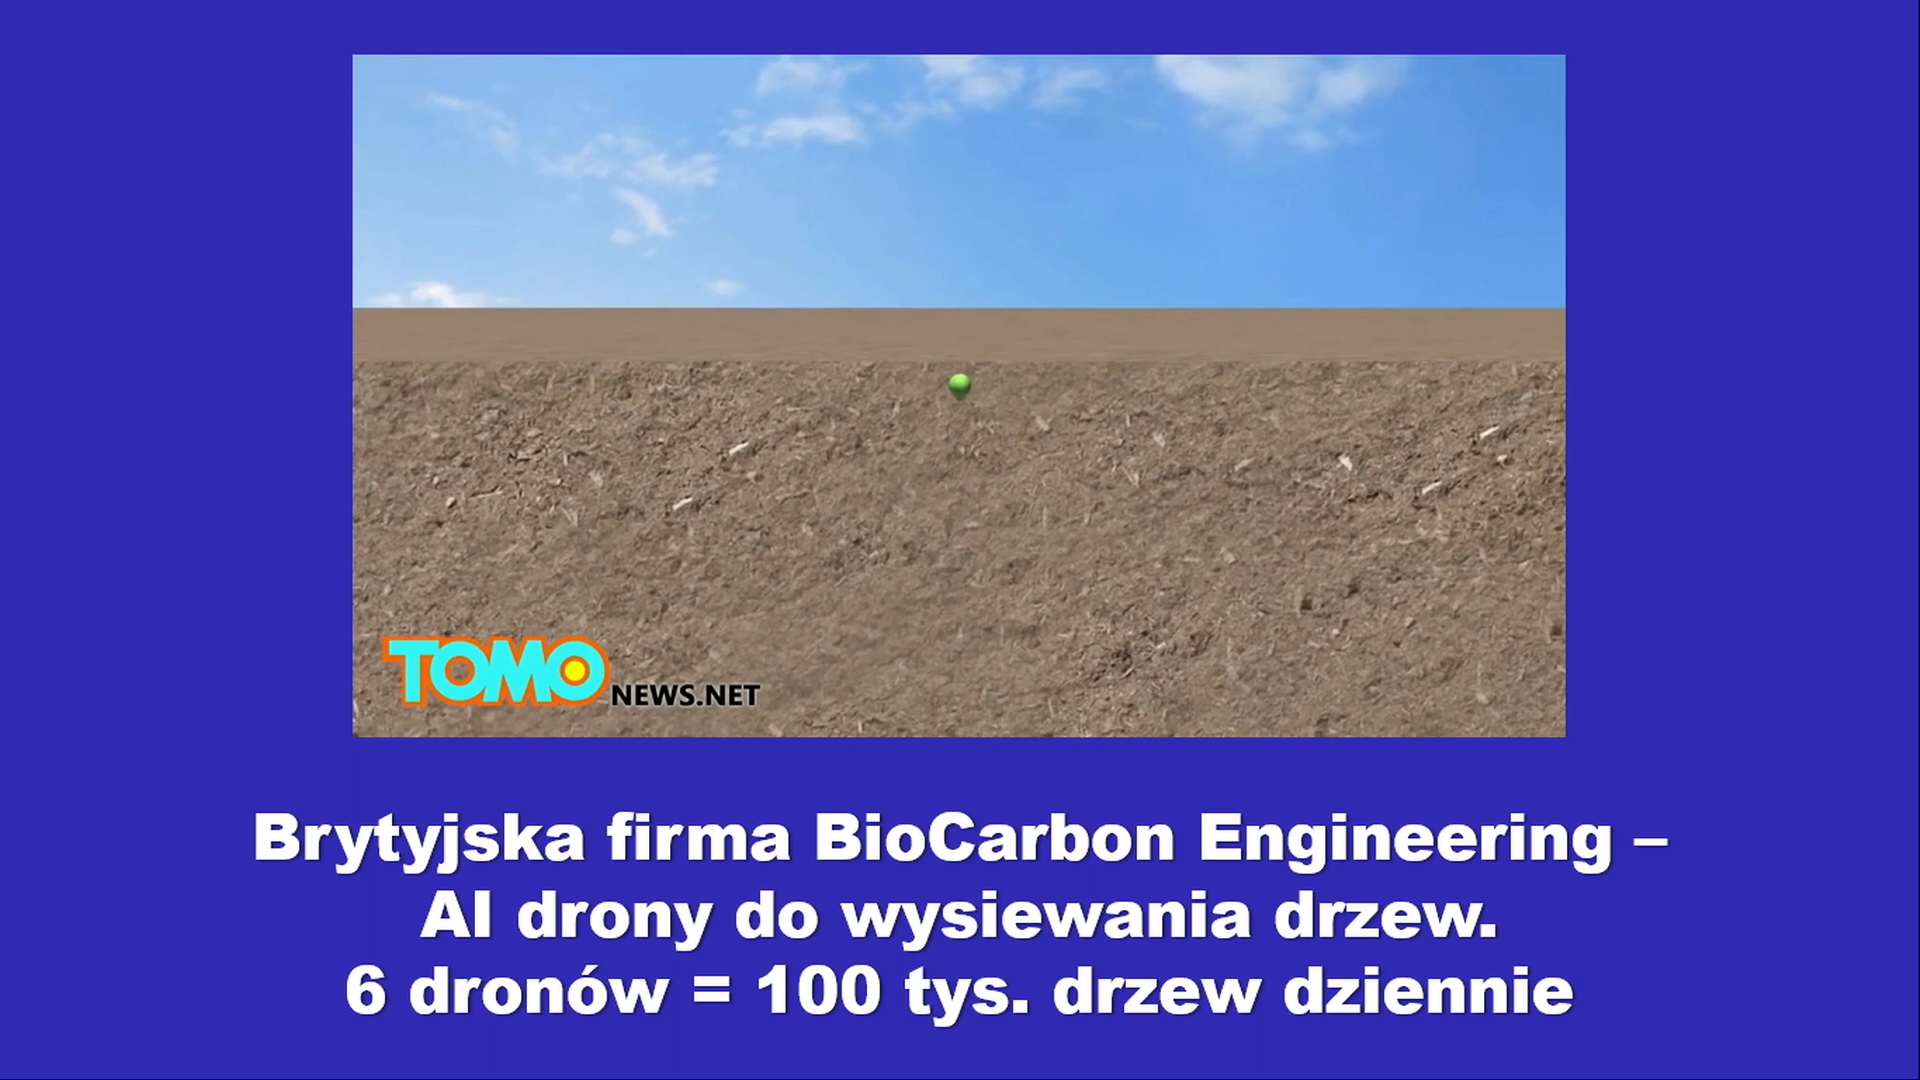 TOMO NEWS.NET
Brytyjska firma BioCarbon Engineering –
AI drony do wysiewania drzew.
6 dronów = 100 tys. drzew dziennie